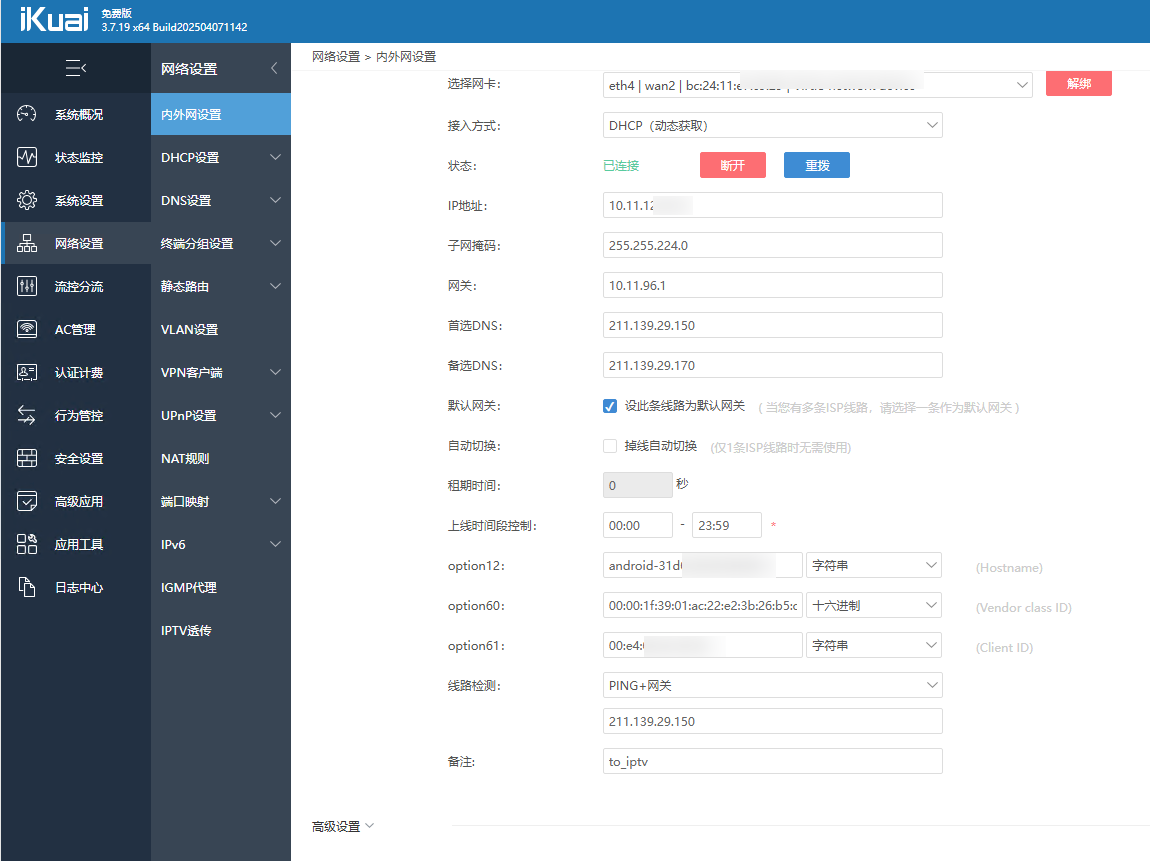 iKuai 免费版
3.7.19 x64 Build202504071142
网络设置
系统概况
状态监控
系统设置
网络设置
流控分流
AC管理
认证计费
行为管控
安全设置
高级应用
应用工具
日志中心
内外网设置
DHCP设置
DNS设置
终端分组设置
静态路由
VLAN设置
VPN客户端
UPnP设置
NAT规则
端口映射
IPv6
IGMP代理
IPTV透传
网络设置 > 内外网设置
选择网卡: eth4 | wan2 | bc:24:11: 解绑
接入方式: DHCP（动态获取）
状态: 已连接 断开 重拨
IP地址: 10.11.12
子网掩码: 255.255.224.0
网关: 10.11.96.1
首选DNS: 211.139.29.150
备选DNS: 211.139.29.170
默认网关: 设此条线路为默认网关 ( 当您有多条ISP线路，请选择一条作为默认网关 )
自动切换: 掉线自动切换 (仅1条ISP线路时无需使用)
租期时间: 0 秒
上线时间段控制: 00:00 - 23:59 *
option12: android-31d 字符串 (Hostname)
option60: 00:00:1f:39:01:ac:22:e2:3b:26:b5: 十六进制 (Vendor class ID)
option61: 00:e4: 字符串 (Client ID)
线路检测: PING+网关
211.139.29.150
备注: to_iptv
高级设置